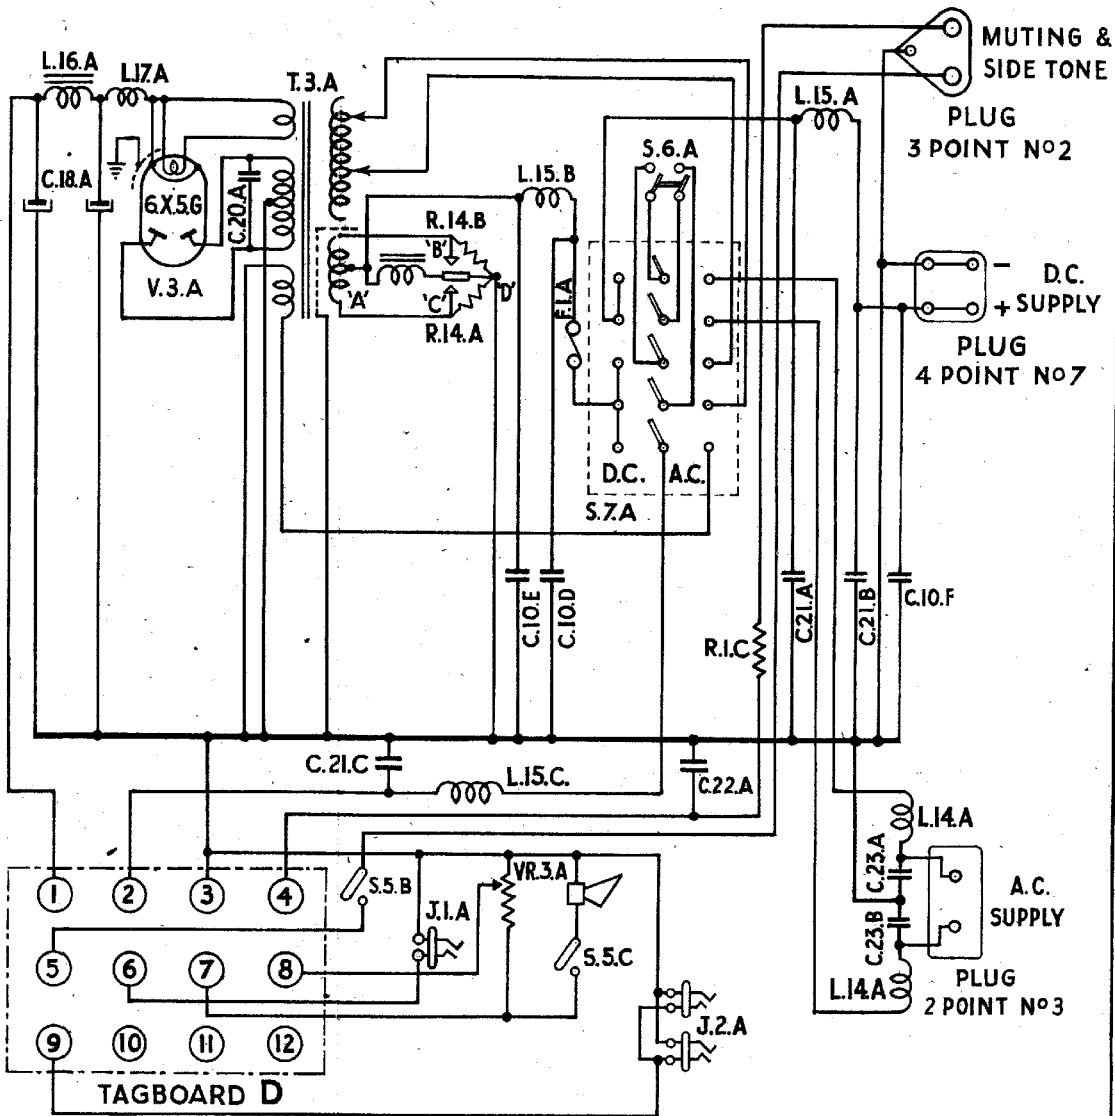 L.16.A
L.17.A
T.3.A
MUTING &
SIDE TONE
PLUG
3 POINT No2
L.15.A
S.6.A
C.18.A
6.X.5.G
C.20.A
V.3.A
L.15.B
R.14.B
'B'
'A'
'C'
'D'
R.14.A
F.1.A
− D.C.
+ SUPPLY
PLUG
4 POINT No7
D.C. A.C.
S.7.A
C.10.E
C.10.D
R.1.C
C.21.A
C.21.B
C.10.F
C.21.C
L.15.C.
C.22.A
L.14.A
C.23.A
C.23.B
L.14.A
A.C.
SUPPLY
PLUG
2 POINT No3
S.5.B
J.1.A
VR.3.A
S.5.C
J.2.A
1 2 3 4
5 6 7 8
9 10 11 12
TAGBOARD D